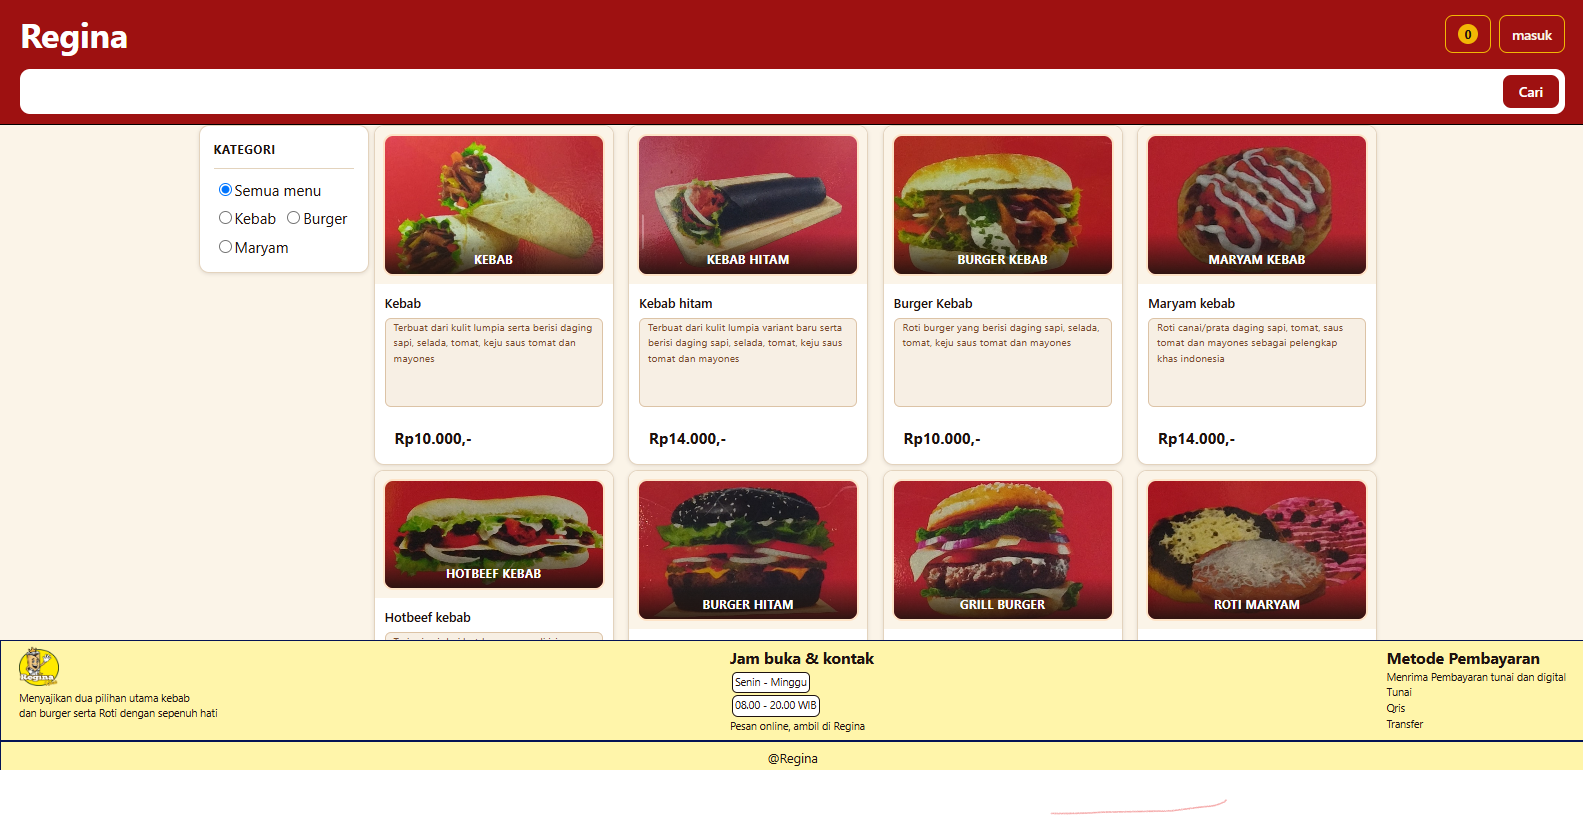 Regina
0
masuk
Cari
KATEGORI
Semua menu
Kebab Burger
Maryam
KEBAB
KEBAB HITAM
BURGER KEBAB
MARYAM KEBAB
Kebab
Terbuat dari kulit lumpia serta berisi daging
sapi, selada, tomat, keju saus tomat dan
mayones
Rp10.000,-
Kebab hitam
Terbuat dari kulit lumpia variant baru serta
berisi daging sapi, selada, tomat, keju saus
tomat dan mayones
Rp14.000,-
Burger Kebab
Roti burger yang berisi daging sapi, selada,
tomat, keju saus tomat dan mayones
Rp10.000,-
Maryam kebab
Roti canai/prata daging sapi, tomat, saus
tomat dan mayones sebagai pelengkap
khas indonesia
Rp14.000,-
HOTBEEF KEBAB
BURGER HITAM
GRILL BURGER
ROTI MARYAM
Hotbeef kebab
Regina
Menyajikan dua pilihan utama kebab
dan burger serta Roti dengan sepenuh hati
Jam buka & kontak
Senin - Minggu
08.00 - 20.00 WIB
Pesan online, ambil di Regina
Metode Pembayaran
Menrima Pembayaran tunai dan digital
Tunai
Qris
Transfer
@Regina